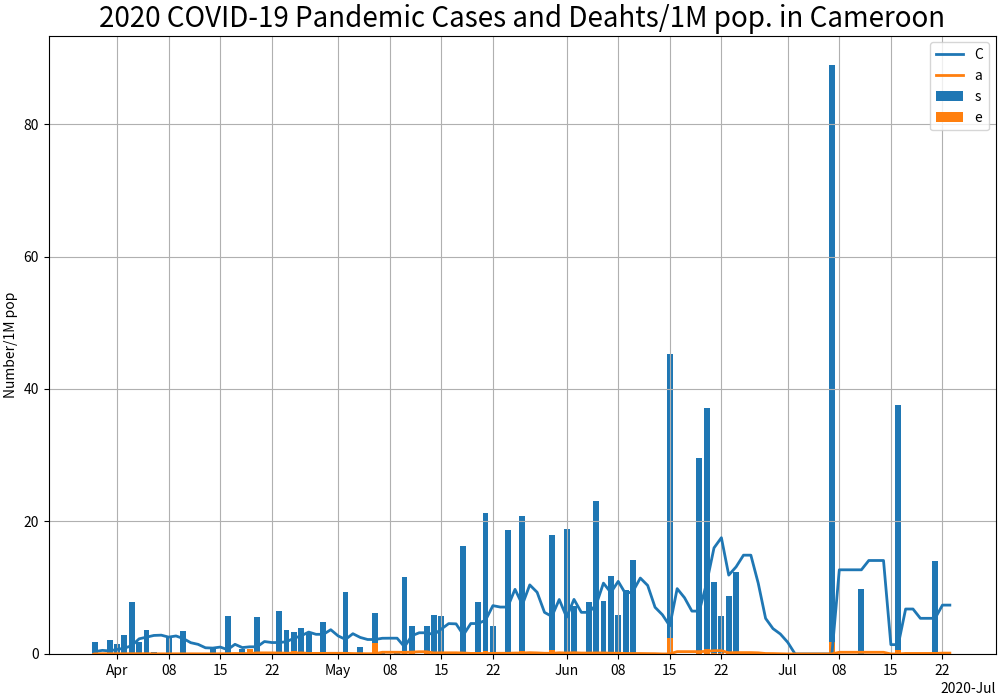 2020 COVID-19 Pandemic Cases and Deahts/1M pop. in Cameroon
C
a
s
e
Number/1M pop
80
60
40
20
0
Apr 08 15 22 May 08 15 22 Jun 08 15 22 Jul 08 15 22
2020-Jul